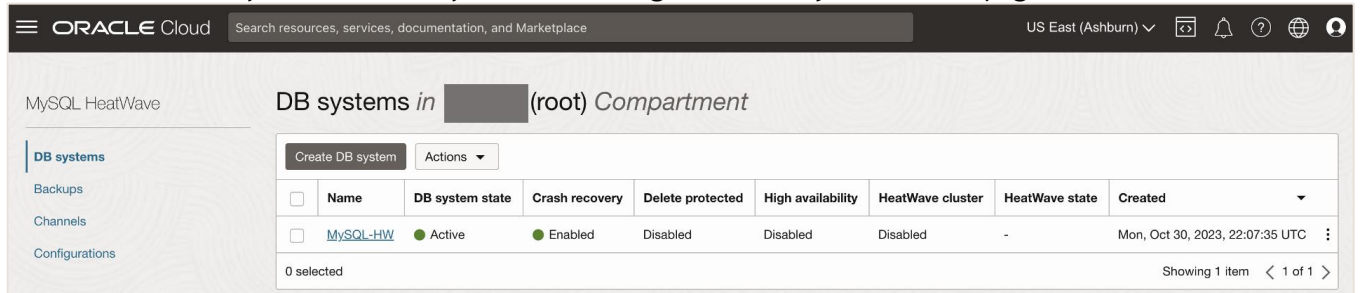 ORACLE Cloud Search resources, services, documentation, and Marketplace US East (Ashburn)
MySQL HeatWave
DB systems in (root) Compartment
DB systems
Backups
Channels
Configurations
Create DB system Actions
Name DB system state Crash recovery Delete protected High availability HeatWave cluster HeatWave state Created
MySQL-HW Active Enabled Disabled Disabled Disabled - Mon, Oct 30, 2023, 22:07:35 UTC
0 selected Showing 1 item < 1 of 1 >